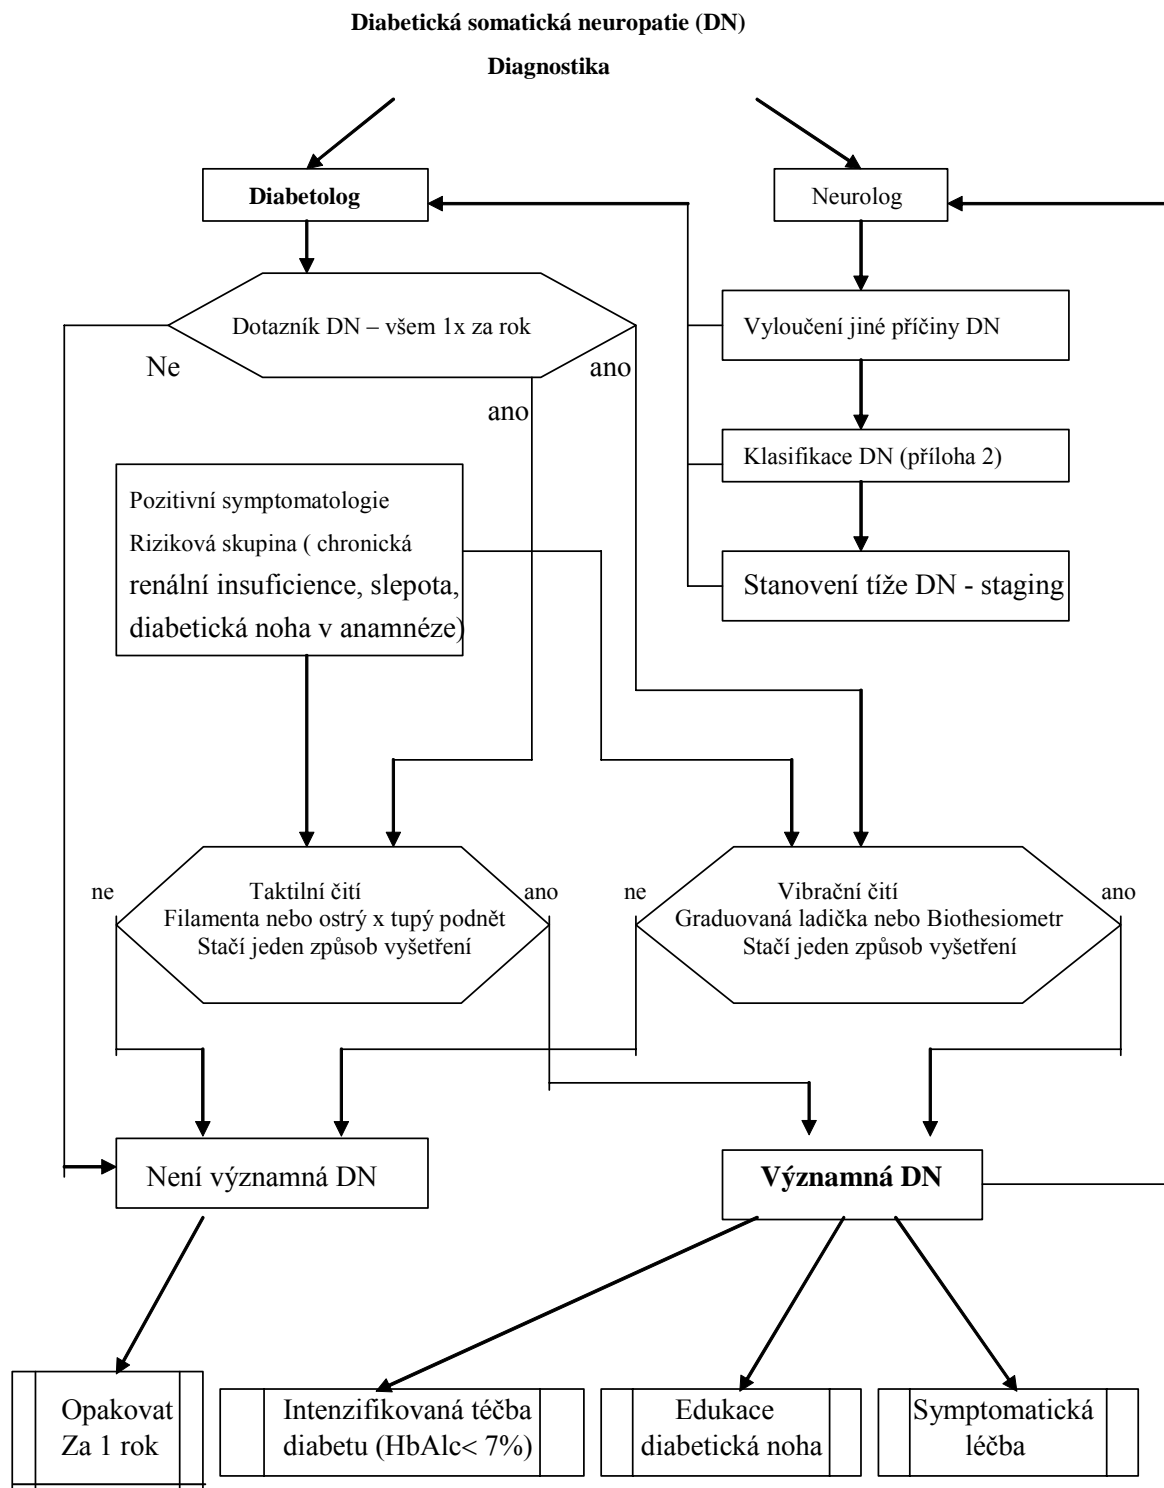 Diabetická somatická neuropatie (DN)
Diagnostika
Diabetolog
Neurolog
Dotazník DN – všem 1x za rok
Vyloučení jiné příčiny DN
Ne
ano
ano
Klasifikace DN (příloha 2)
Pozitivní symptomatologie
Riziková skupina ( chronická
renální insuficience, slepota,
diabetická noha v anamnéze)
Stanovení tíže DN - staging
ne
Taktilní čití
Filamenta nebo ostrý x tupý podnět
Stačí jeden způsob vyšetření
ano
ne
Vibrační čití
Graduovaná ladička nebo Biothesiometr
Stačí jeden způsob vyšetření
ano
Není významná DN
Významná DN
Opakovat
Za 1 rok
Intenzifikovaná téčba
diabetu (HbAlc< 7%)
Edukace
diabetická noha
Symptomatická
léčba